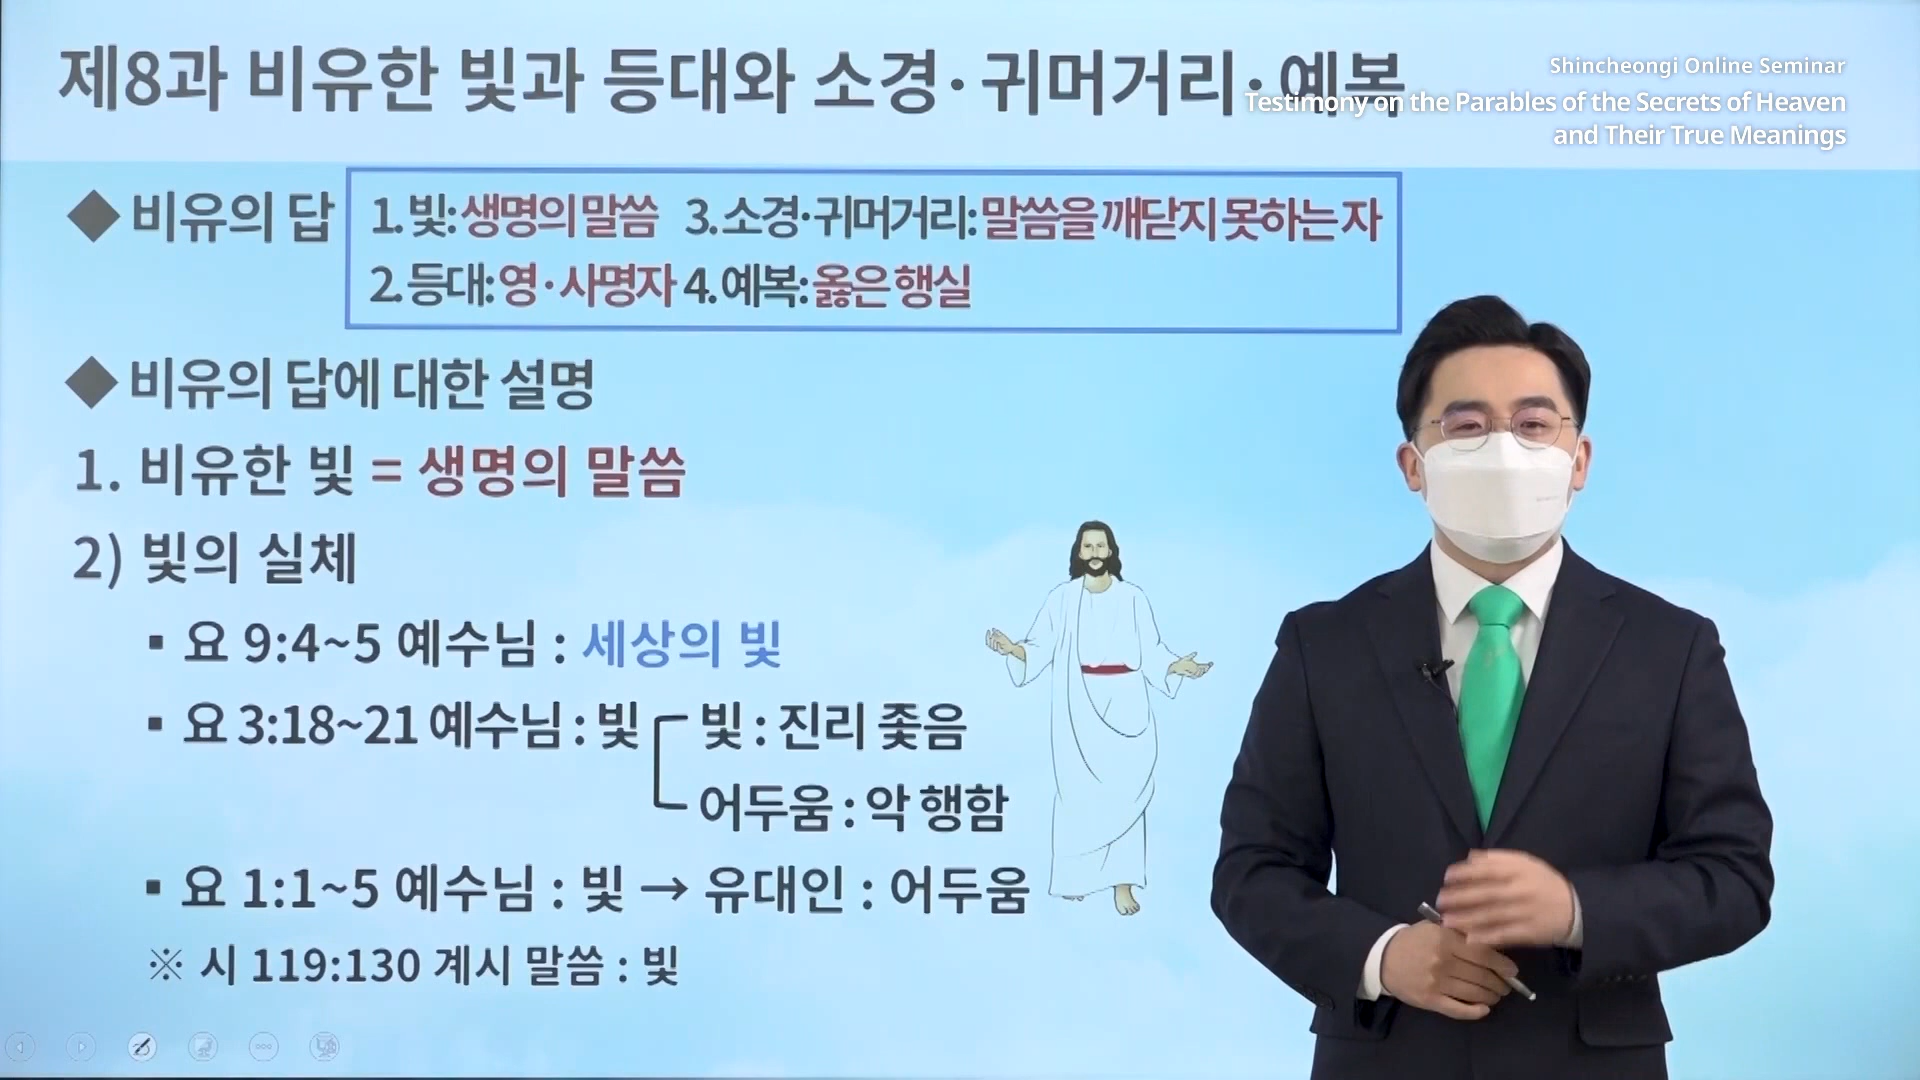 제8과 비유한 빛과 등대와 소경·귀머거리·예복
Shincheongi Online Seminar
Testimony on the Parables of the Secrets of Heaven
and Their True Meanings
◆ 비유의 답
1. 빛: 생명의 말씀 3. 소경·귀머거리: 말씀을 깨닫지 못하는 자
2. 등대: 영·사명자 4. 예복: 옳은 행실
◆ 비유의 답에 대한 설명
1. 비유한 빛 = 생명의 말씀
2) 빛의 실체
▪ 요 9:4~5 예수님 : 세상의 빛
▪ 요 3:18~21 예수님 : 빛 빛 : 진리 좇음
어두움 : 악 행함
▪ 요 1:1~5 예수님 : 빛 → 유대인 : 어두움
※ 시 119:130 계시 말씀 : 빛